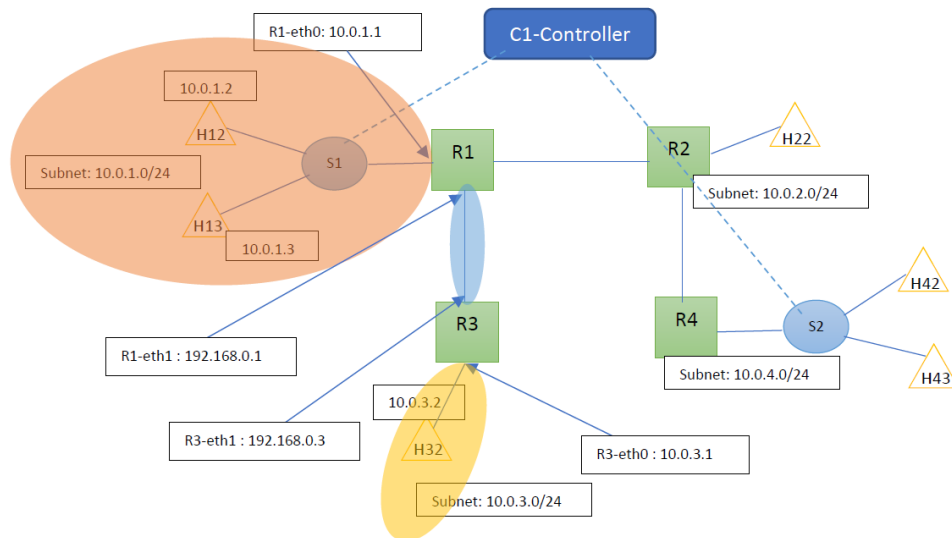 R1-eth0: 10.0.1.1
C1-Controller
10.0.1.2
H12
S1
R1
R2
H22
Subnet: 10.0.1.0/24
Subnet: 10.0.2.0/24
H13
10.0.1.3
H42
R3
R4
S2
R1-eth1 : 192.168.0.1
Subnet: 10.0.4.0/24
H43
10.0.3.2
R3-eth1 : 192.168.0.3
H32
R3-eth0 : 10.0.3.1
Subnet: 10.0.3.0/24